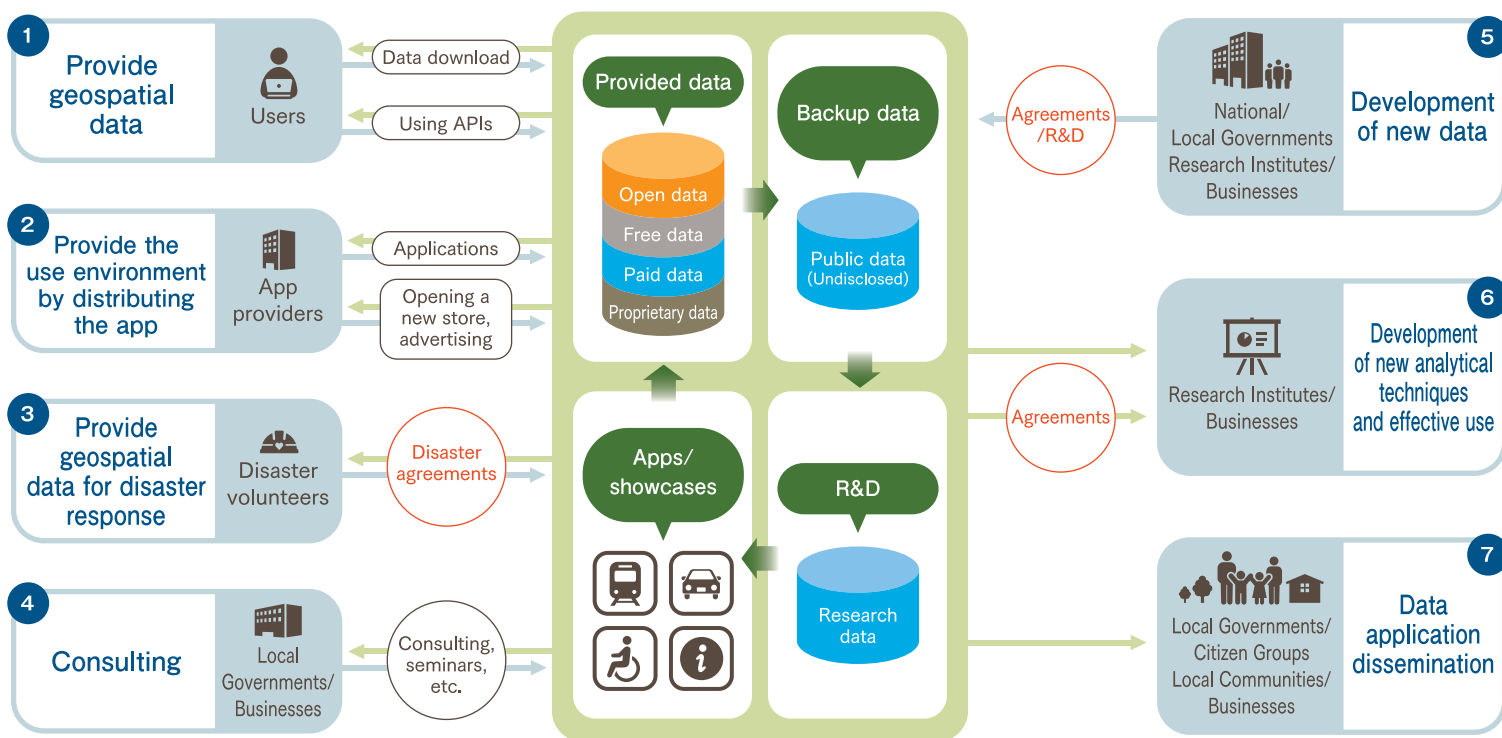 1
Provide
geospatial
data
Users
Data download
Using APIs
2
Provide the
use environment
by distributing
the app
App
providers
Applications
Opening a
new store,
advertising
3
Provide
geospatial
data for disaster
response
Disaster
volunteers
Disaster
agreements
4
Consulting
Local
Governments/
Businesses
Consulting,
seminars,
etc.
Provided data
Open data
Free data
Paid data
Proprietary data
Backup data
Public data
(Undisclosed)
Apps/
showcases
i
R&D
Research
data
Agreements
/R&D
National/
Local Governments
Research Institutes/
Businesses
5
Development
of new data
Agreements
Research Institutes/
Businesses
6
Development
of new analytical
techniques
and effective use
Local Governments/
Citizen Groups
Local Communities/
Businesses
7
Data
application
dissemination